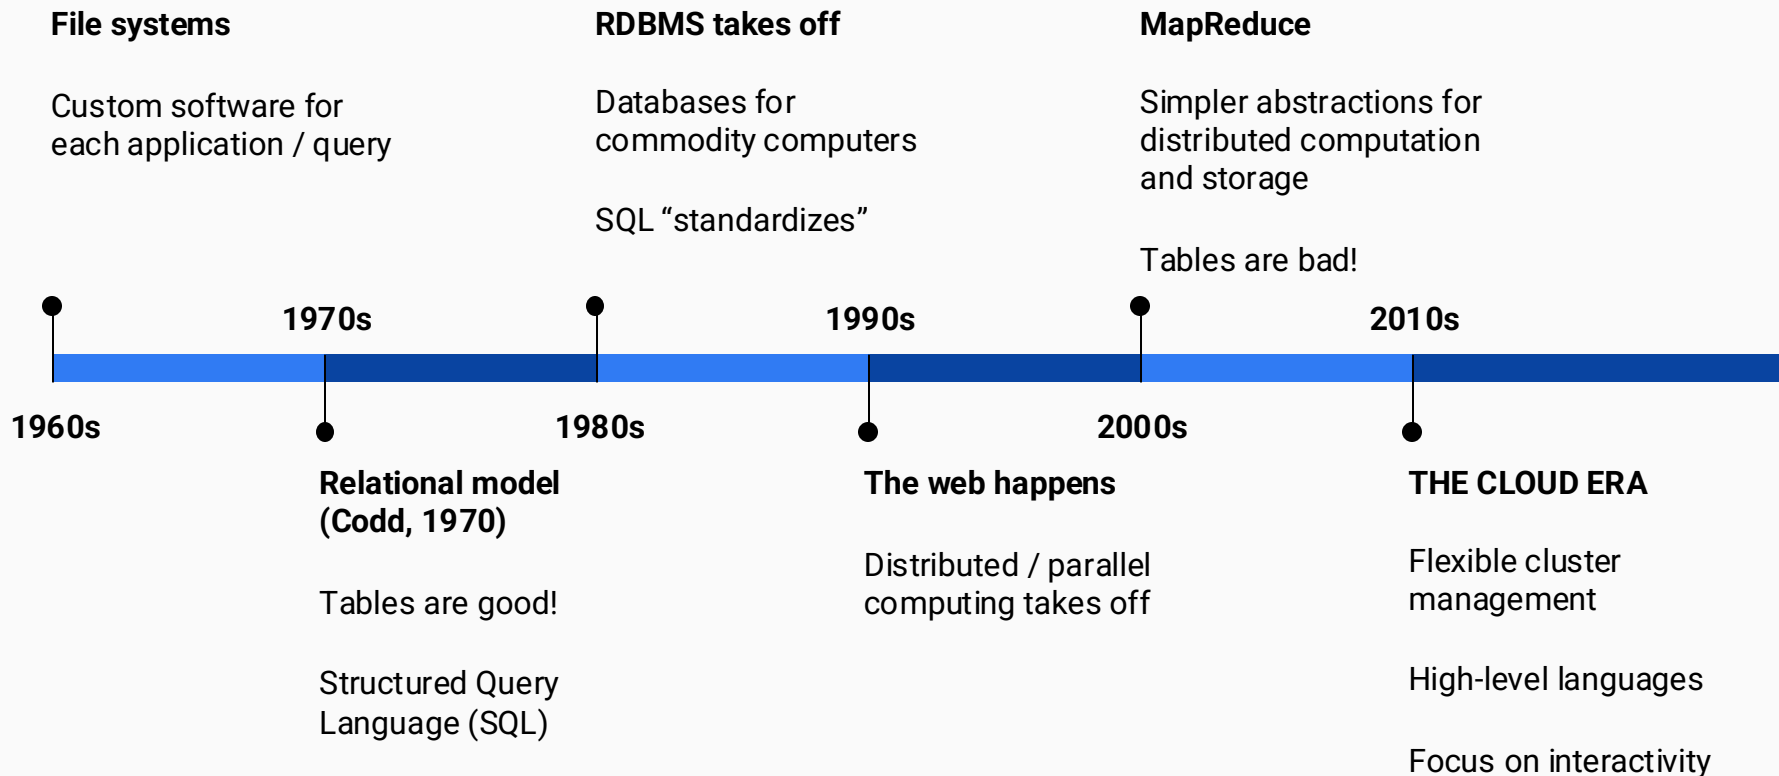 File systems
Custom software for
each application / query
RDBMS takes off
Databases for
commodity computers
SQL “standardizes”
MapReduce
Simpler abstractions for
distributed computation
and storage
Tables are bad!
1970s
1990s
2010s
1960s
1980s
2000s
Relational model
(Codd, 1970)
Tables are good!
Structured Query
Language (SQL)
The web happens
Distributed / parallel
computing takes off
THE CLOUD ERA
Flexible cluster
management
High-level languages
Focus on interactivity